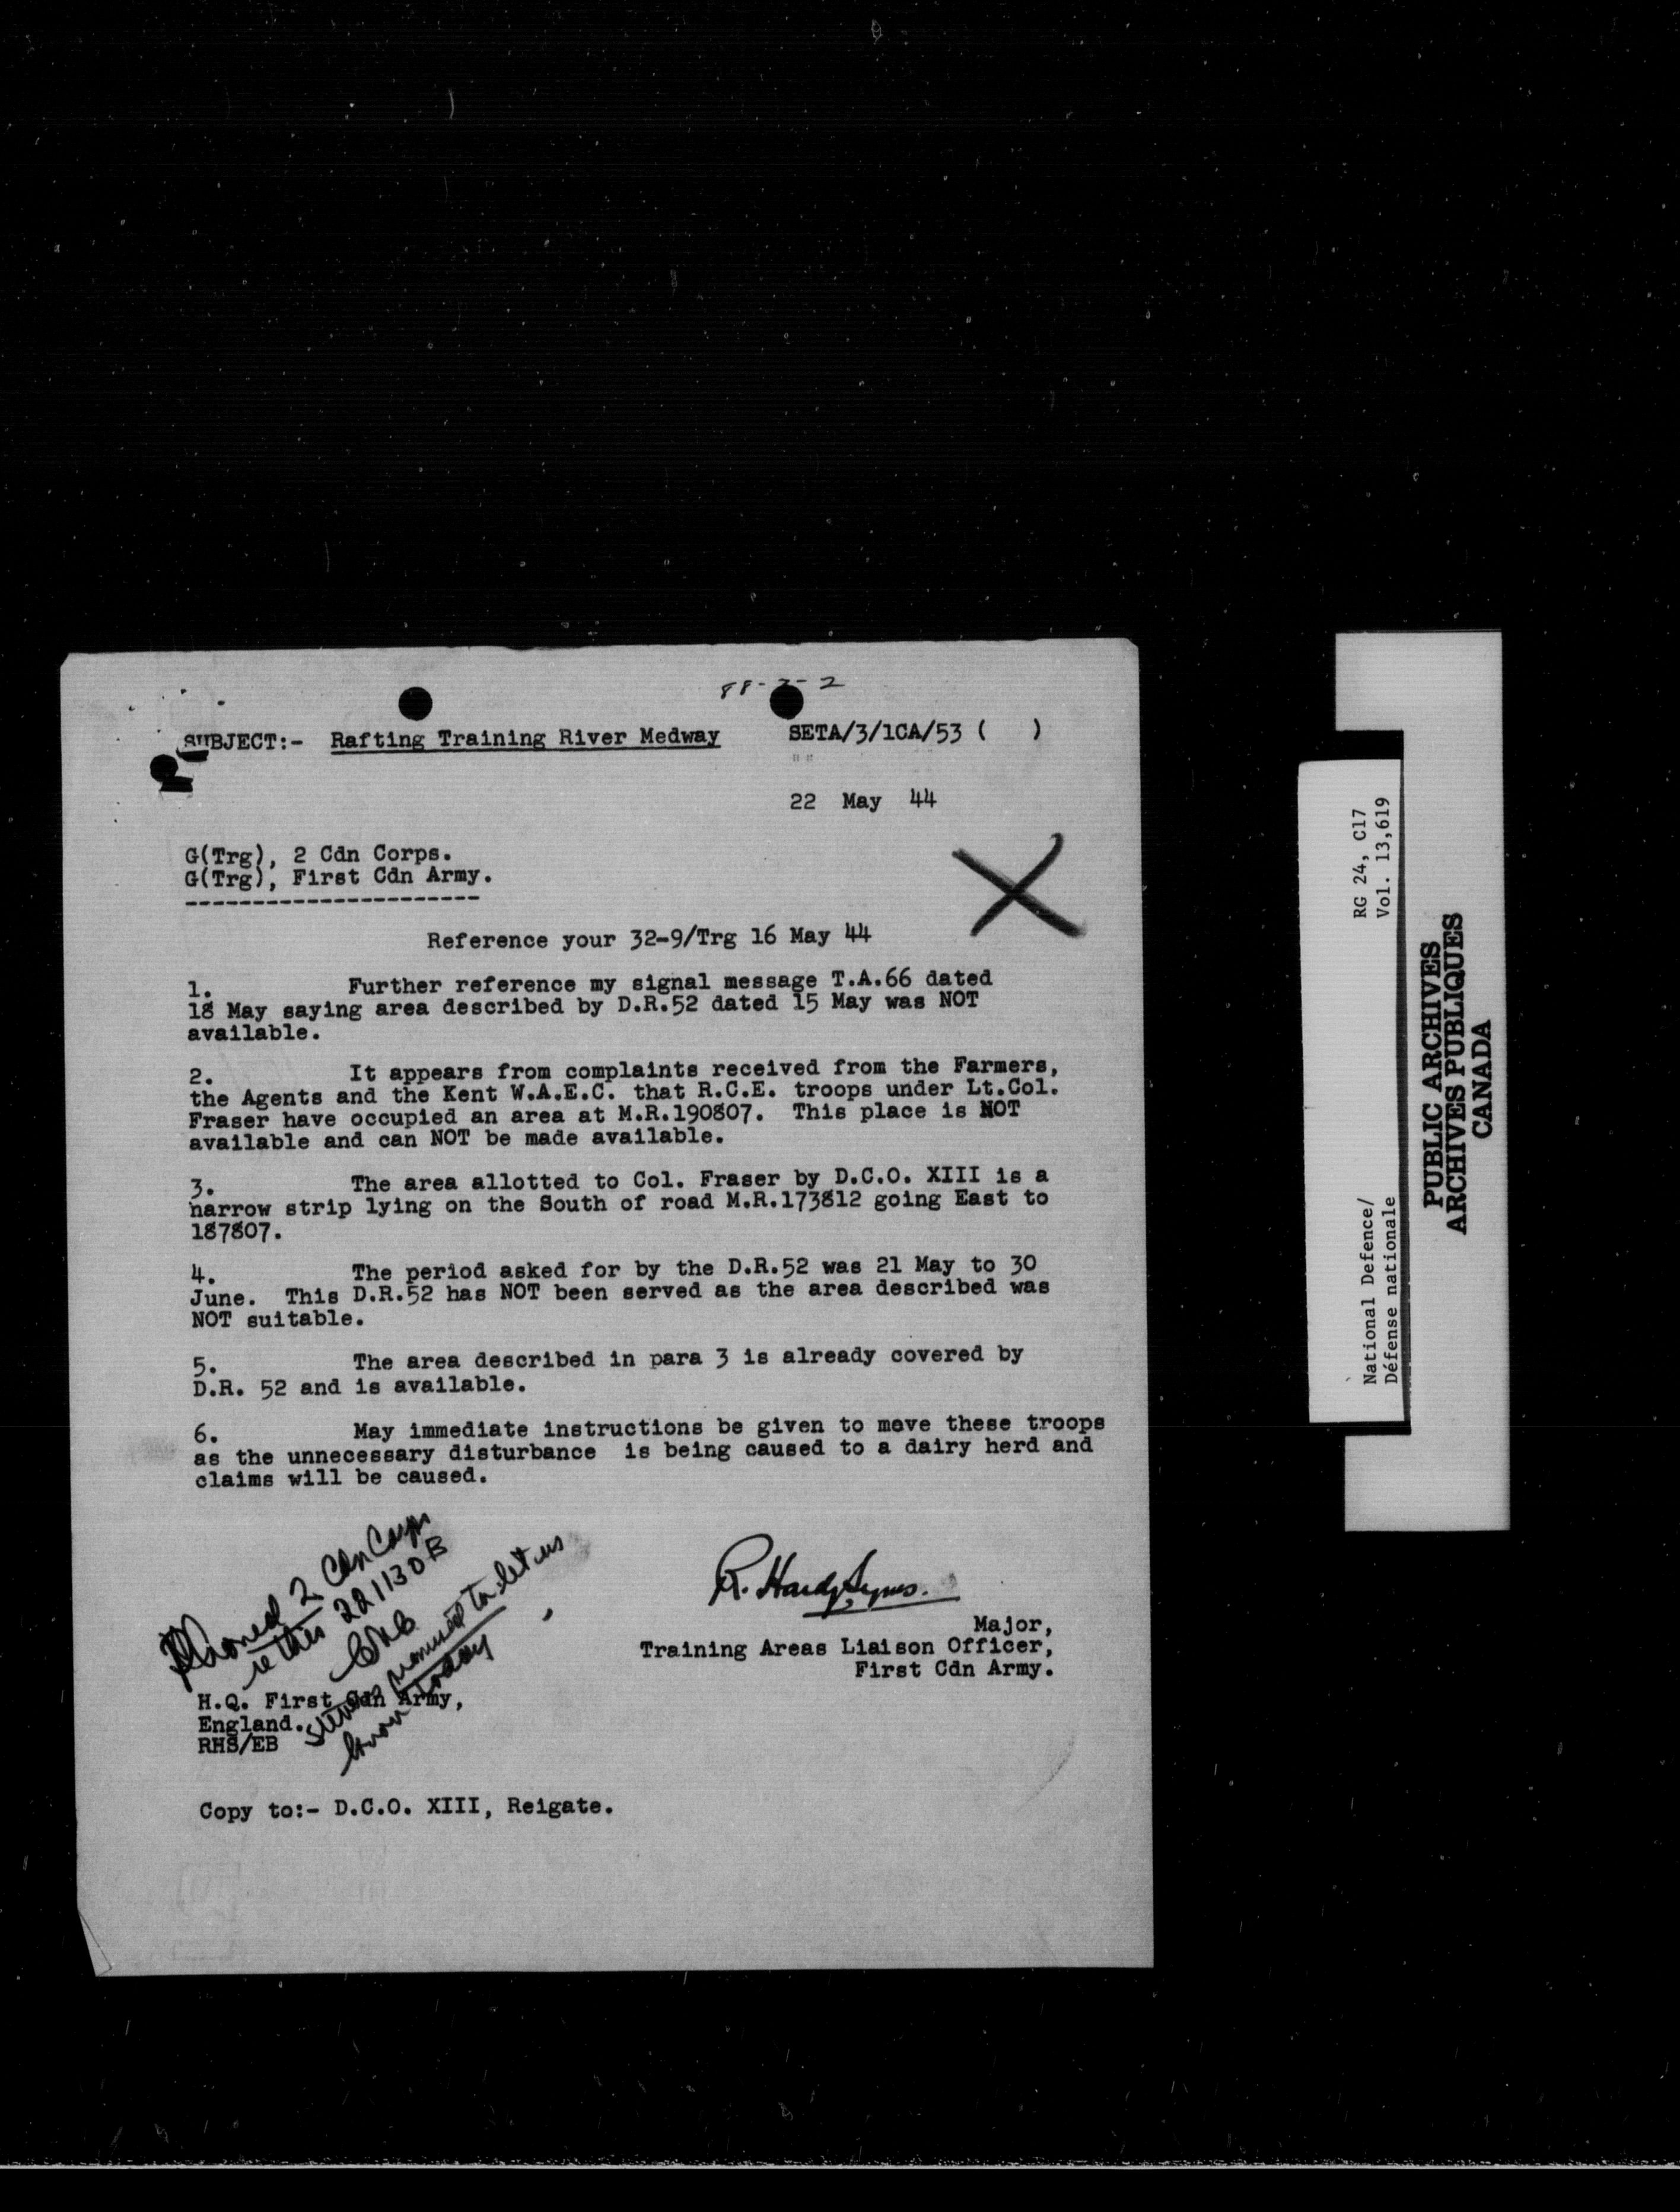 88-2-2
SUBJECT:- Rafting Training River Medway
SETA/3/1CA/53 ( )
" "
22 May 44
G(Trg), 2 Cdn Corps.
G(Trg), First Cdn Army.
----------------------
Reference your 32-9/Trg 16 May 44
1. Further reference my signal message T.A.66 dated
18 May saying area described by D.R.52 dated 15 May was NOT
available.
2. It appears from complaints received from the Farmers,
the Agents and the Kent W.A.E.C. that R.C.E. troops under Lt.Col.
Fraser have occupied an area at M.R.190807. This place is NOT
available and can NOT be made available.
3. The area allotted to Col. Fraser by D.C.O. XIII is a
narrow strip lying on the South of road M.R.173812 going East to
187807.
4. The period asked for by the D.R.52 was 21 May to 30
June. This D.R.52 has NOT been served as the area described was
NOT suitable.
5. The area described in para 3 is already covered by
D.R. 52 and is available.
6. May immediate instructions be given to move these troops
as the unnecessary disturbance is being caused to a dairy herd and
claims will be caused.
Phoned 2 Cdn Corps
re this 221130B
promised to let us
know today
R. Hardy Syms.
Major,
Training Areas Liaison Officer,
First Cdn Army.
H.Q. First Cdn Army,
England.
RHS/EB
Copy to:- D.C.O. XIII, Reigate.
RG 24, C17
Vol. 13,619
National Defence/
Défense nationale
PUBLIC ARCHIVES
ARCHIVES PUBLIQUES
CANADA